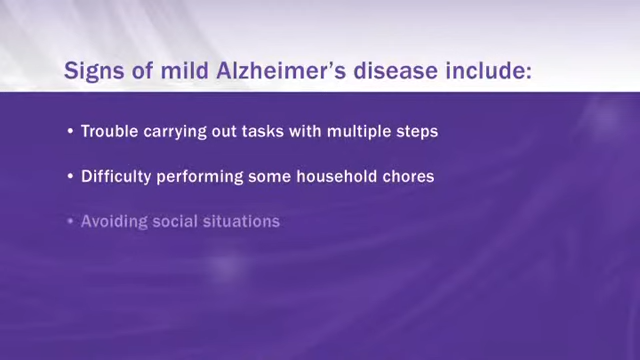 Signs of mild Alzheimer's disease include:
• Trouble carrying out tasks with multiple steps
• Difficulty performing some household chores
• Avoiding social situations